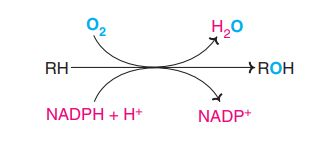 O₂ H₂O
RH ROH
NADPH + H⁺ NADP⁺